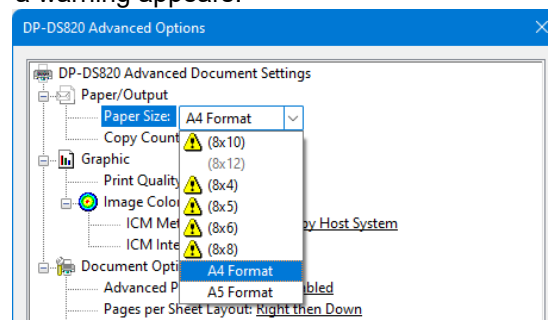 a warning appears.
DP-DS820 Advanced Options
DP-DS820 Advanced Document Settings
Paper/Output
Paper Size: A4 Format
Copy Count
(8x10)
Graphic
(8x12)
Print Quality
(8x4)
Image Color
(8x5)
ICM Met
(8x6)
by Host System
ICM Inte
(8x8)
Document Opti
A4 Format
Advanced P
A5 Format
bled
Pages per Sheet Layout: Right then Down